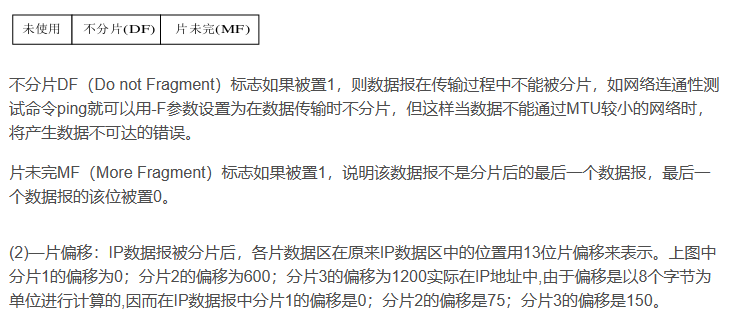 未使用 不分片(DF) 片未完(MF)
不分片DF（Do not Fragment）标志如果被置1，则数据报在传输过程中不能被分片，如网络连通性测
试命令ping就可以用-F参数设置为在数据传输时不分片，但这样当数据不能通过MTU较小的网络时，
将产生数据不可达的错误。
片未完MF（More Fragment）标志如果被置1，说明该数据报不是分片后的最后一个数据报，最后一
个数据报的该位被置0。
(2)—片偏移：IP数据报被分片后，各片数据区在原来IP数据区中的位置用13位片偏移来表示。上图中
分片1的偏移为0；分片2的偏移为600；分片3的偏移为1200实际在IP地址中,由于偏移是以8个字节为
单位进行计算的,因而在IP数据报中分片1的偏移是0；分片2的偏移是75；分片3的偏移是150。